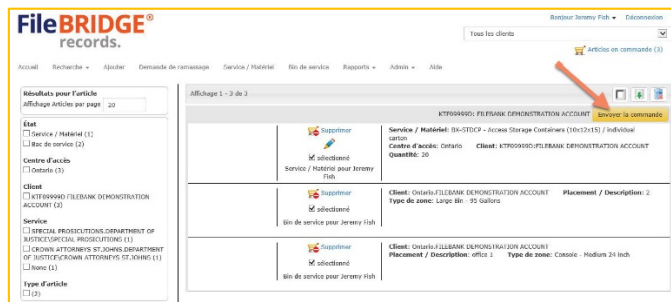 FileBRIDGE®
records.
Bonjour Jeremy Fish Déconnexion
Tous les clients
Articles en commande (3)
Accueil Recherche Ajouter Demande de ramassage Service / Matériel Bin de service Rapports Admin Aide
Résultats pour l'article
Affichage Articles par page 20
État
Service / Matériel (1)
Bac de service (2)
Centre d'accès
Ontario (3)
Client
KTF09999D FILEBANK DEMONSTRATION
ACCOUNT (3)
Service
SPECIAL PROSICUTIONS.DEPARTMENT OF
JUSTICE\SPECIAL PROSICUTIONS (1)
CROWN ATTORNEYS ST.JOHNS.DEPARTMENT
OF JUSTICE\CROWN ATTORNEYS ST.JOHNS (1)
None (1)
Type d'article
(2)
Affichage 1 - 3 de 3
KTF09999D: FILEBANK DEMONSTRATION ACCOUNT Envoyer la commande
Supprimer
sélectionné
Service / Matériel pour Jeremy
Fish
Service / Matériel: BX-STDCP - Access Storage Containers (10x12x15) / individual
carton
Centre d'accès: Ontario Client: KTF09999D:FILEBANK DEMONSTRATION ACCOUNT
Quantité: 20
Supprimer
sélectionné
Bin de service pour Jeremy Fish
Client: Ontario.FILEBANK DEMONSTRATION ACCOUNT Placement / Description: 2
Type de zone: Large Bin - 95 Gallons
Supprimer
sélectionné
Bin de service pour Jeremy Fish
Client: Ontario.FILEBANK DEMONSTRATION ACCOUNT
Placement / Description: office 1 Type de zone: Console - Medium 24 inch